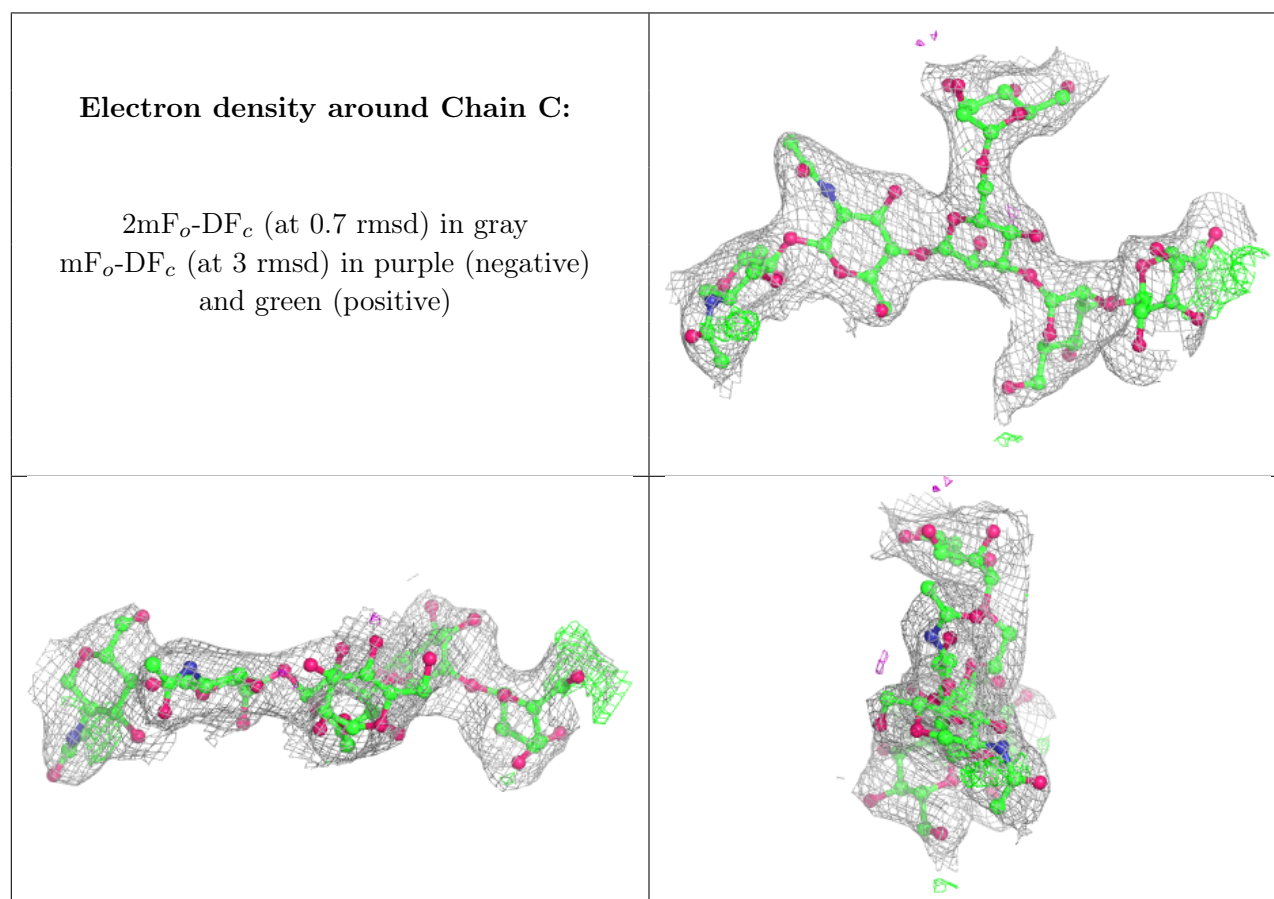 Electron density around Chain C:
2mFₒ-DF𝒸 (at 0.7 rmsd) in gray
mFₒ-DF𝒸 (at 3 rmsd) in purple (negative)
and green (positive)